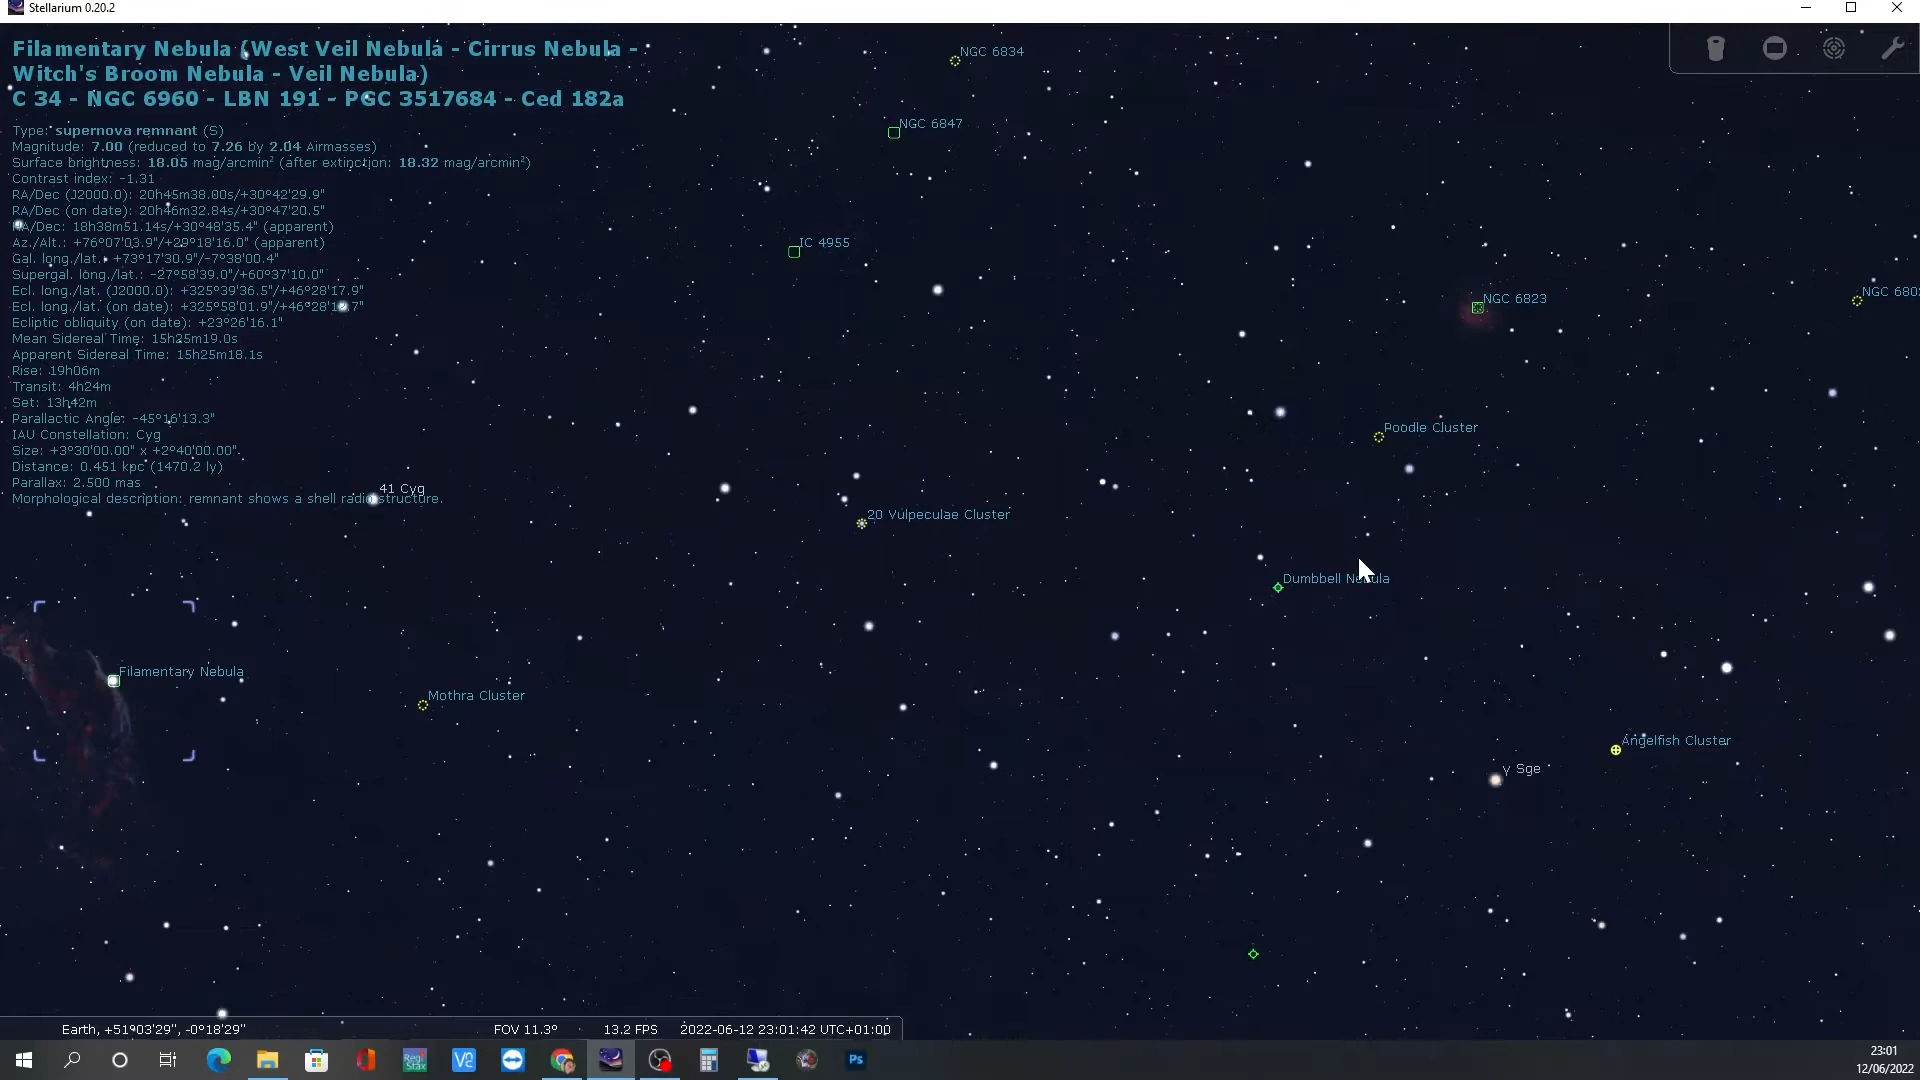 Stellarium 0.20.2
Filamentary Nebula (West Veil Nebula - Cirrus Nebula -
Witch's Broom Nebula - Veil Nebula)
C 34 - NGC 6960 - LBN 191 - PGC 3517684 - Ced 182a
Type: supernova remnant (S)
Magnitude: 7.00 (reduced to 7.26 by 2.04 Airmasses)
Surface brightness: 18.05 mag/arcmin² (after extinction: 18.32 mag/arcmin²)
Contrast index: -1.31
RA/Dec (J2000.0): 20h45m38.00s/+30°42'29.9"
RA/Dec (on date): 20h46m32.84s/+30°47'20.5"
HA/Dec: 18h38m51.14s/+30°48'35.4" (apparent)
Az./Alt.: +76°07'03.9"/+29°18'16.0" (apparent)
Gal. long./lat.: +73°17'30.9"/-7°38'00.4"
Supergal. long./lat.: -27°58'39.0"/+60°37'10.0"
Ecl. long./lat. (J2000.0): +325°39'36.5"/+46°28'17.9"
Ecl. long./lat. (on date): +325°58'01.9"
Ecliptic obliquity (on date): +23°26'16.1"
Mean Sidereal Time: 15h25m19.0s
Apparent Sidereal Time: 15h25m18.1s
Rise: 19h06m
Transit: 4h24m
Set: 13h42m
Parallactic Angle: -45°16'13.3"
IAU Constellation: Cyg
Size: +3°30'00.00" x +2°40'00.00"
Distance: 0.451 kpc (1470.2 ly)
Parallax: 2.500 mas
Morphological description: remnant shows a shell radio structure.
NGC 6834
NGC 6847
IC 4955
NGC 6823
NGC 680
Poodle Cluster
41 Cyg
20 Vulpeculae Cluster
Dumbbell Nebula
Filamentary Nebula
Mothra Cluster
Angelfish Cluster
γ Sge
Earth, +51°03'29", -0°18'29" FOV 11.3° 13.2 FPS 2022-06-12 23:01:42 UTC+01:00
Regi
Stax
V2
Ps
23:01
12/06/2022